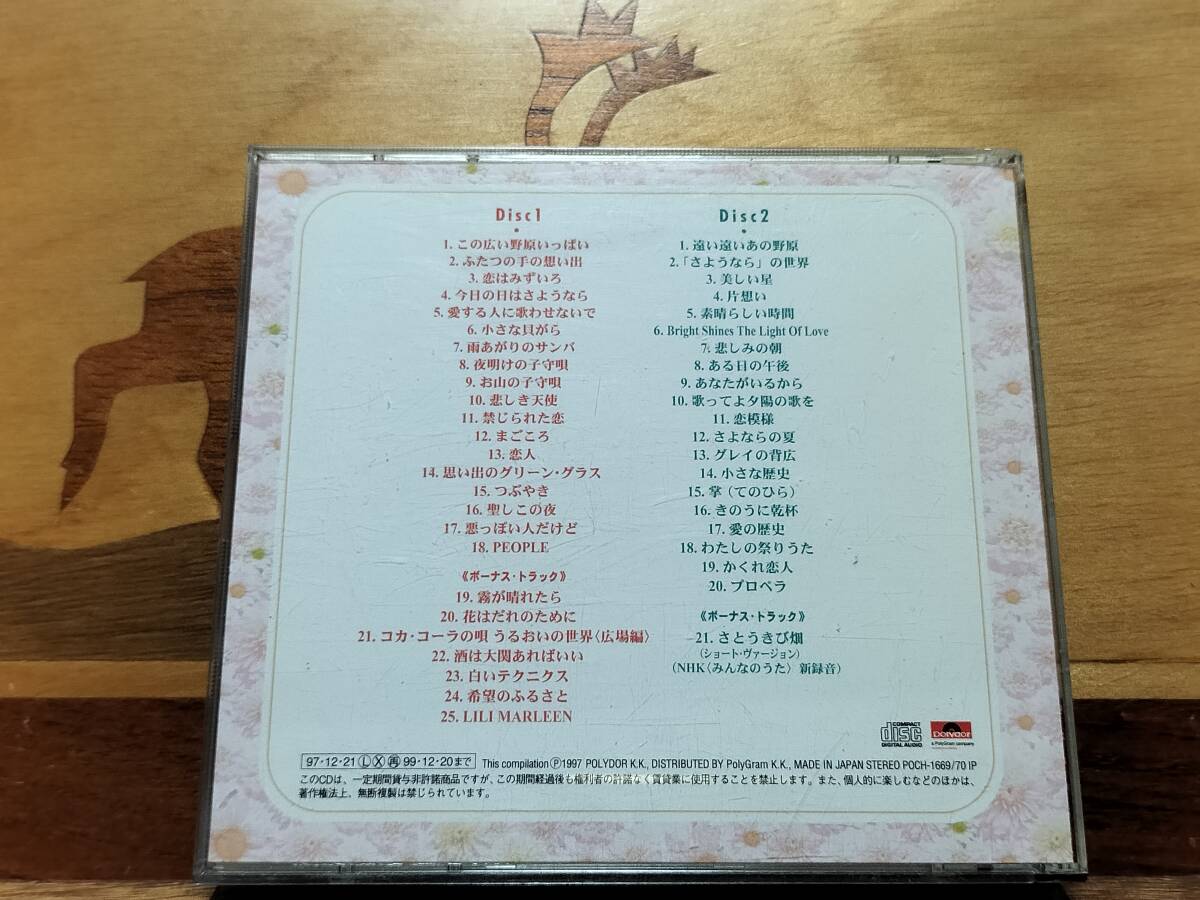 Disc1
1. この広い野原いっぱい
2. ふたつの手の想い出
3. 恋はみずいろ
4. 今日の日はさようなら
5. 愛する人に歌わせないで
6. 小さな貝がら
7. 雨あがりのサンバ
8. 夜明けの子守唄
9. お山の子守唄
10. 悲しき天使
11. 禁じられた恋
12. まごころ
13. 恋人
14. 思い出のグリーン・グラス
15. つぶやき
16. 聖しこの夜
17. 悪っぽい人だけど
18. PEOPLE
《ボーナス・トラック》
19. 霧が晴れたら
20. 花はだれのために
21. コカ・コーラの唄 うるおいの世界〈広場編〉
22. 酒は大関あればいい
23. 白いテクニクス
24. 希望のふるさと
25. LILI MARLEEN
Disc2
1. 遠い遠いあの野原
2.「さようなら」の世界
3. 美しい星
4. 片想い
5. 素晴らしい時間
6. Bright Shines The Light Of Love
7. 悲しみの朝
8. ある日の午後
9. あなたがいるから
10. 歌ってよ夕陽の歌を
11. 恋模様
12. さよならの夏
13. グレイの背広
14. 小さな歴史
15. 掌（てのひら）
16. きのうに乾杯
17. 愛の歴史
18. わたしの祭りうた
19. かくれ恋人
20. プロペラ
《ボーナス・トラック》
21. さとうきび畑
（ショート・ヴァージョン）
（NHK〈みんなのうた〉新録音）
COMPACT
disc
DIGITAL AUDIO
Polydor
a PolyGram company
97・12・21 Ⓛ Ⓧ 再 99・12・20まで This compilation Ⓟ1997 POLYDOR K.K., DISTRIBUTED BY PolyGram K.K., MADE IN JAPAN STEREO POCH-1669/70 IP
このCDは、一定期間貸与非許諾商品ですが、この期間経過後も権利者の許諾なく賃貸業に使用することを禁止します。また、個人的に楽しむなどのほかは、
著作権法上、無断複製は禁じられています。